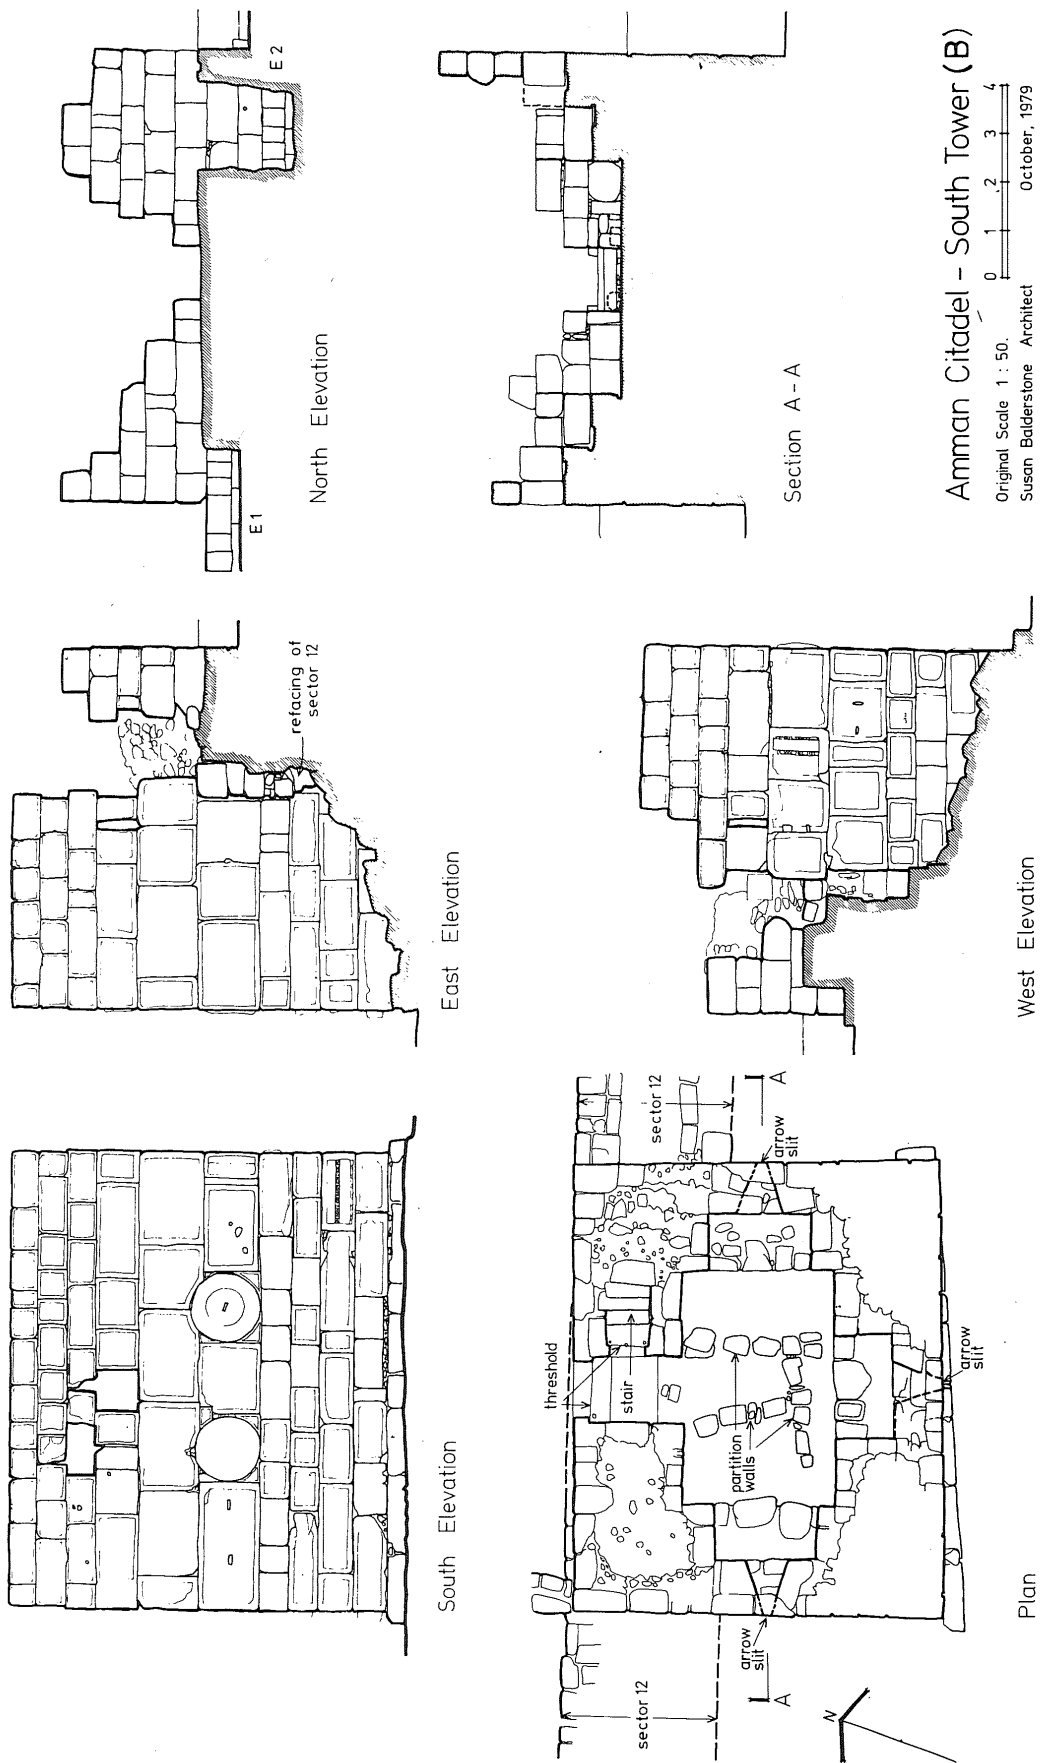 South Elevation
East Elevation
refacing of
sector 12
North Elevation
E1
E2
Plan
N
A
A
sector 12
sector 12
arrow
slit
arrow
slit
arrow
slit
threshold
stair
partition
walls
West Elevation
Section A-A
Amman Citadel - South Tower (B)
Original Scale 1 : 50.
0 1 2 3 4
Susan Balderstone Architect October, 1979